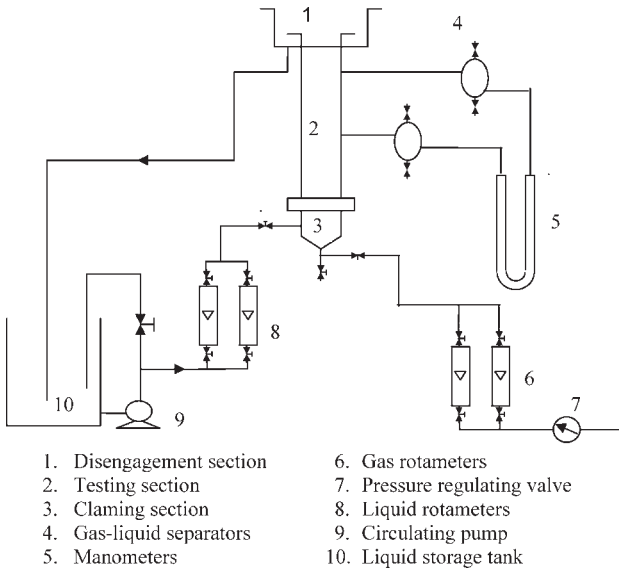 1
4
2
3
5
8
6
7
10
9
1. Disengagement section
2. Testing section
3. Claming section
4. Gas-liquid separators
5. Manometers
6. Gas rotameters
7. Pressure regulating valve
8. Liquid rotameters
9. Circulating pump
10. Liquid storage tank